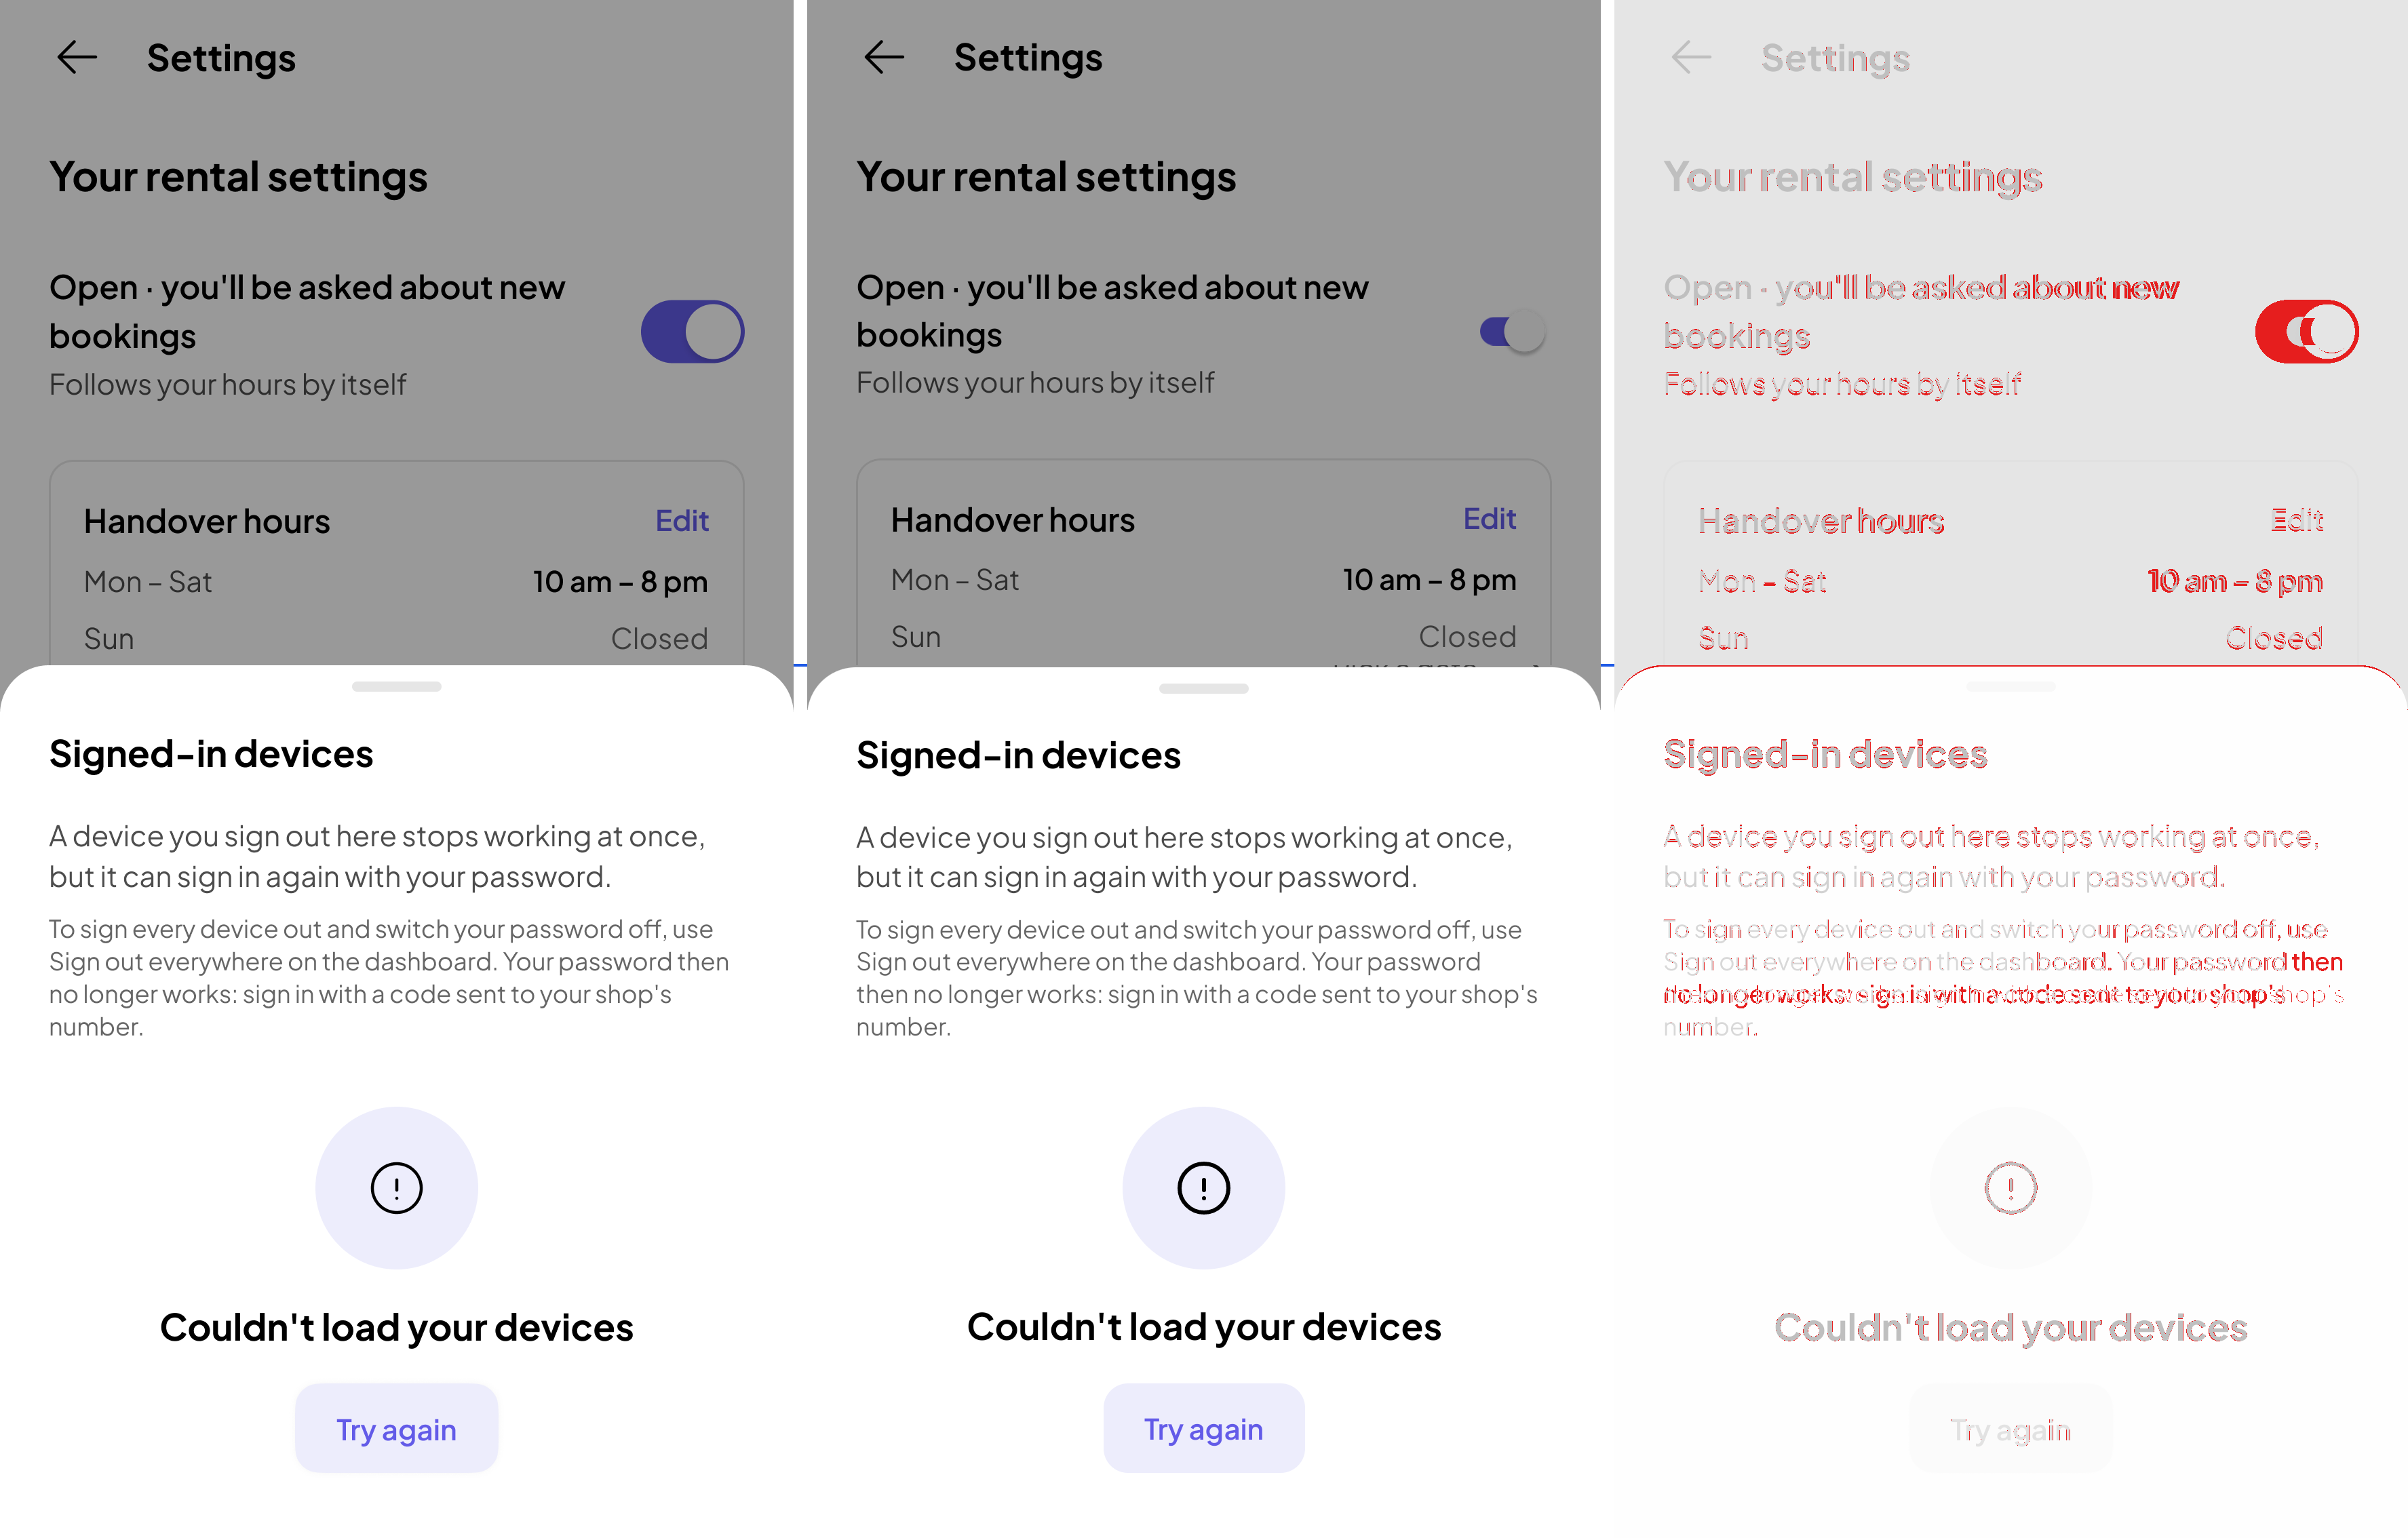 Settings
Your rental settings
Open · you'll be asked about new
bookings
Follows your hours by itself
Handover hours Edit
Mon – Sat 10 am – 8 pm
Sun Closed
Signed-in devices
A device you sign out here stops working at once,
but it can sign in again with your password.
To sign every device out and switch your password off, use
Sign out everywhere on the dashboard. Your password then
no longer works: sign in with a code sent to your shop's
number.
Couldn't load your devices
Try again
Settings
Your rental settings
Open · you'll be asked about new
bookings
Follows your hours by itself
Handover hours Edit
Mon – Sat 10 am – 8 pm
Sun Closed
Signed-in devices
A device you sign out here stops working at once,
but it can sign in again with your password.
To sign every device out and switch your password off, use
Sign out everywhere on the dashboard. Your password
then no longer works: sign in with a code sent to your shop's
number.
Couldn't load your devices
Try again
Settings
Your rental settings
Open · you'll be asked about new
bookings
Follows your hours by itself
Handover hours Edit
Mon – Sat 10 am – 8 pm
Sun Closed
Signed-in devices
A device you sign out here stops working at once,
but it can sign in again with your password.
To sign every device out and switch your password off, use
Sign out everywhere on the dashboard. Your password then
number.
Couldn't load your devices
Try again